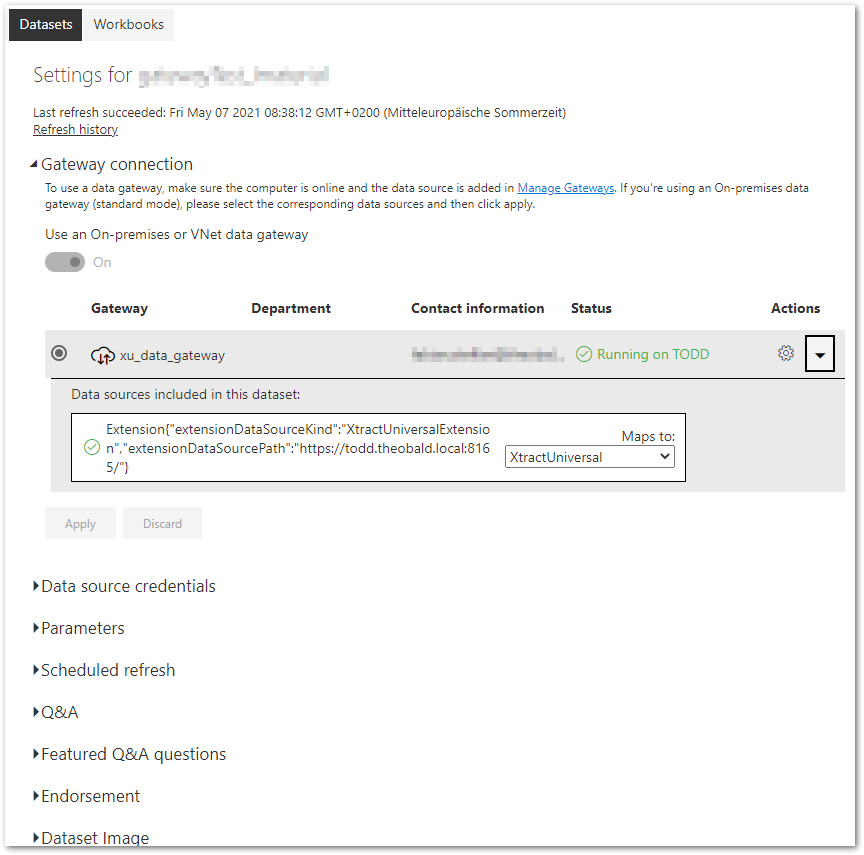 Datasets Workbooks
Settings for
Last refresh succeeded: Fri May 07 2021 08:38:12 GMT+0200 (Mitteleuropäische Sommerzeit)
Refresh history
Gateway connection
To use a data gateway, make sure the computer is online and the data source is added in Manage Gateways. If you're using an On-premises data
gateway (standard mode), please select the corresponding data sources and then click apply.
Use an On-premises or VNet data gateway
On
Gateway Department Contact information Status Actions
xu_data_gateway Running on TODD
Data sources included in this dataset:
Extension{"extensionDataSourceKind":"XtractUniversalExtensio
n","extensionDataSourcePath":"https://todd.theobald.local:816
5/"}
Maps to:
XtractUniversal
Apply Discard
Data source credentials
Parameters
Scheduled refresh
Q&A
Featured Q&A questions
Endorsement
Dataset Image